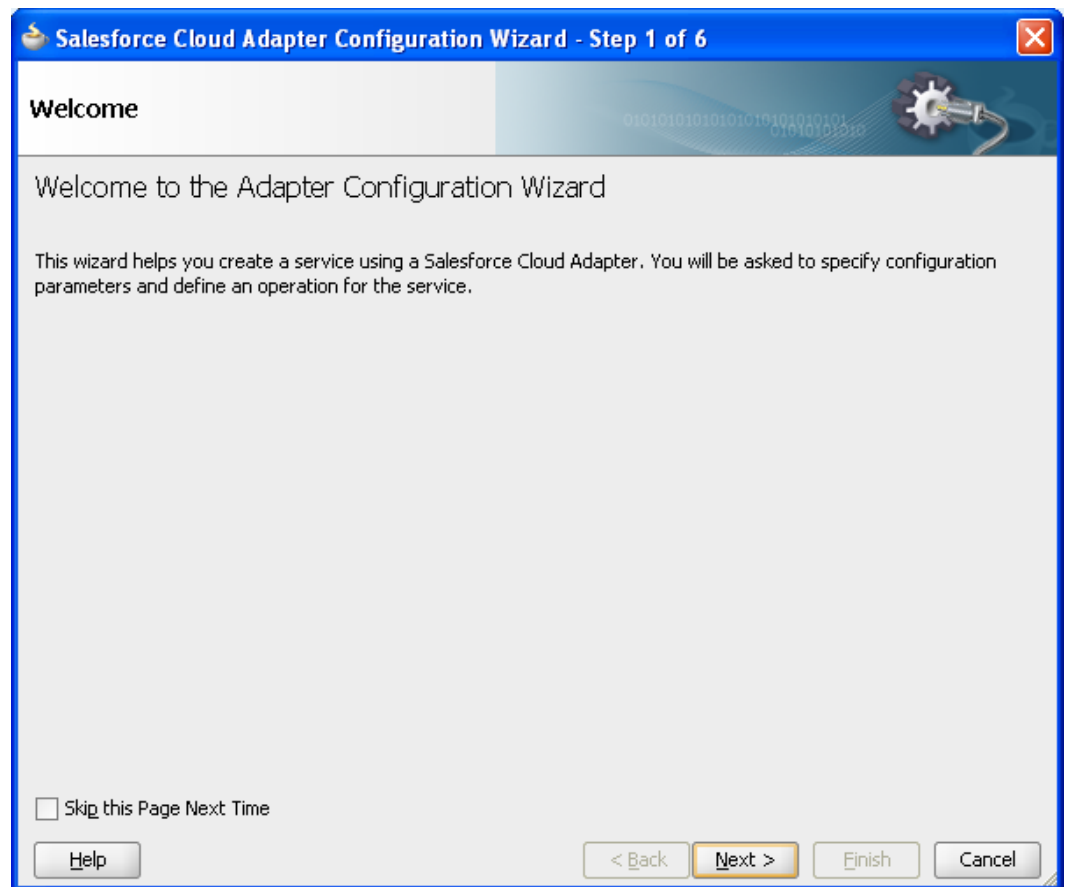 Salesforce Cloud Adapter Configuration Wizard - Step 1 of 6
Welcome
Welcome to the Adapter Configuration Wizard
This wizard helps you create a service using a Salesforce Cloud Adapter. You will be asked to specify configuration
parameters and define an operation for the service.
Skip this Page Next Time
Help
< Back
Next >
Finish
Cancel